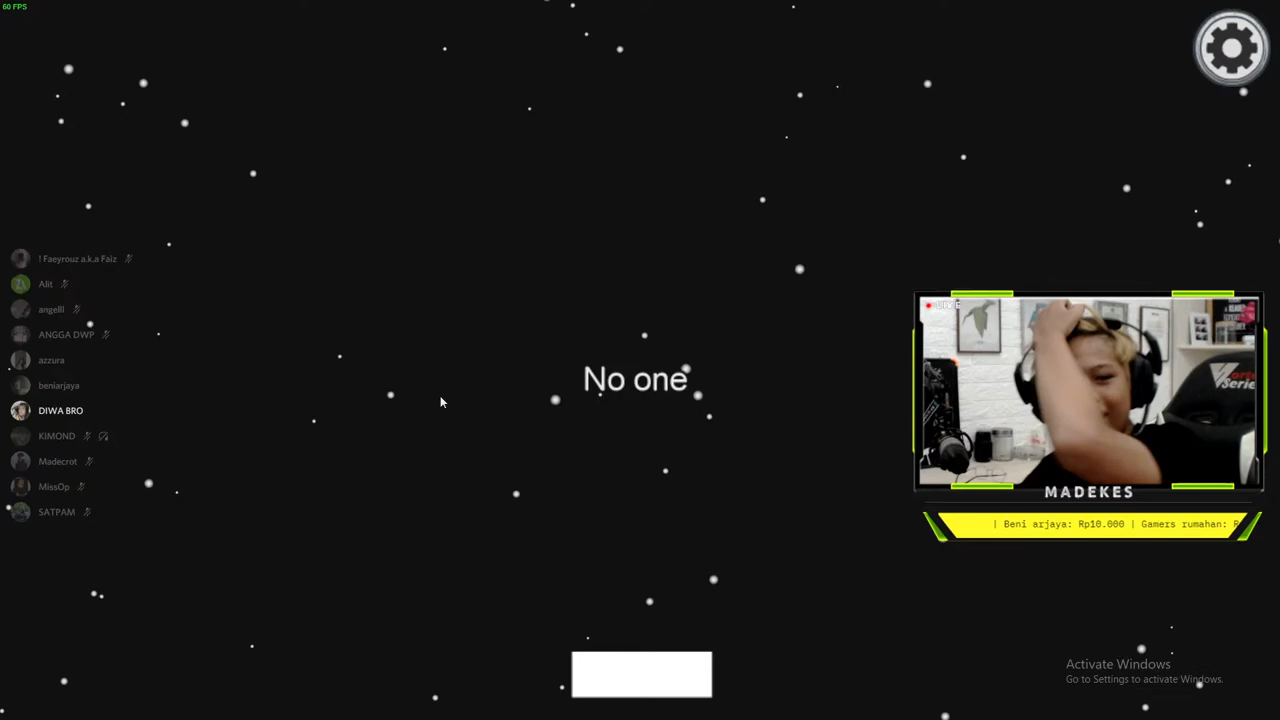 60 FPS
! Faeyrouz a.k.a Faiz
Alit
angelll
ANGGA DWP
azzura
beniarjaya
DIWA BRO
KIMOND
Madecrot
MissOp
SATPAM
No one
MADEKES
| Beni arjaya: Rp10.000 | Gamers rumahan:
Activate Windows
Go to Settings to activate Windows.